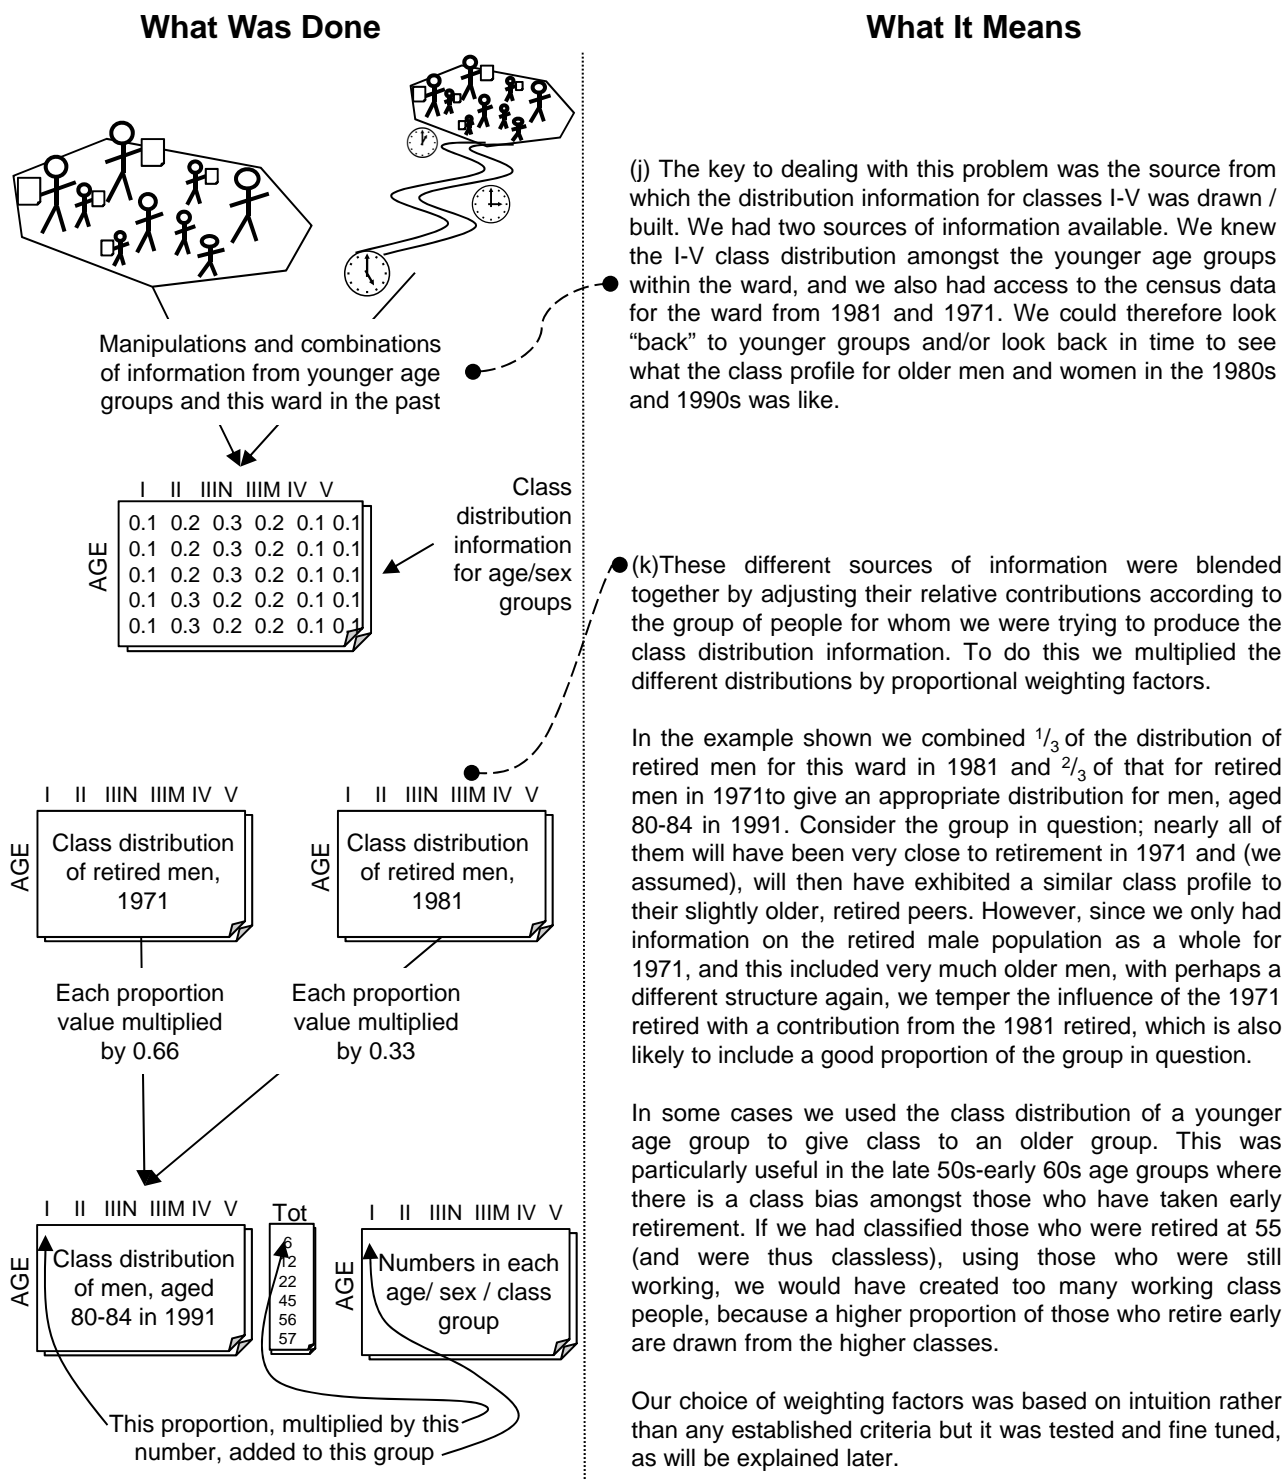 What Was Done
What It Means
Manipulations and combinations
of information from younger age
groups and this ward in the past
I II IIIN IIIM IV V
AGE
0.1 0.2 0.3 0.2 0.1 0.1
0.1 0.2 0.3 0.2 0.1 0.1
0.1 0.2 0.3 0.2 0.1 0.1
0.1 0.3 0.2 0.2 0.1 0.1
0.1 0.3 0.2 0.2 0.1 0.1
Class
distribution
information
for age/sex
groups
I II IIIN IIIM IV V
AGE
Class distribution
of retired men,
1971
I II IIIN IIIM IV V
AGE
Class distribution
of retired men,
1981
Each proportion
value multiplied
by 0.66
Each proportion
value multiplied
by 0.33
I II IIIN IIIM IV V
AGE
Class distribution
of men, aged
80-84 in 1991
Tot
6
12
22
45
56
57
I II IIIN IIIM IV V
AGE
Numbers in each
age/ sex / class
group
This proportion, multiplied by this
number, added to this group
(j) The key to dealing with this problem was the source from
which the distribution information for classes I-V was drawn /
built. We had two sources of information available. We knew
the I-V class distribution amongst the younger age groups
within the ward, and we also had access to the census data
for the ward from 1981 and 1971. We could therefore look
“back” to younger groups and/or look back in time to see
what the class profile for older men and women in the 1980s
and 1990s was like.
(k)These different sources of information were blended
together by adjusting their relative contributions according to
the group of people for whom we were trying to produce the
class distribution information. To do this we multiplied the
different distributions by proportional weighting factors.
In the example shown we combined 1/3 of the distribution of
retired men for this ward in 1981 and 2/3 of that for retired
men in 1971to give an appropriate distribution for men, aged
80-84 in 1991. Consider the group in question; nearly all of
them will have been very close to retirement in 1971 and (we
assumed), will then have exhibited a similar class profile to
their slightly older, retired peers. However, since we only had
information on the retired male population as a whole for
1971, and this included very much older men, with perhaps a
different structure again, we temper the influence of the 1971
retired with a contribution from the 1981 retired, which is also
likely to include a good proportion of the group in question.
In some cases we used the class distribution of a younger
age group to give class to an older group. This was
particularly useful in the late 50s-early 60s age groups where
there is a class bias amongst those who have taken early
retirement. If we had classified those who were retired at 55
(and were thus classless), using those who were still
working, we would have created too many working class
people, because a higher proportion of those who retire early
are drawn from the higher classes.
Our choice of weighting factors was based on intuition rather
than any established criteria but it was tested and fine tuned,
as will be explained later.